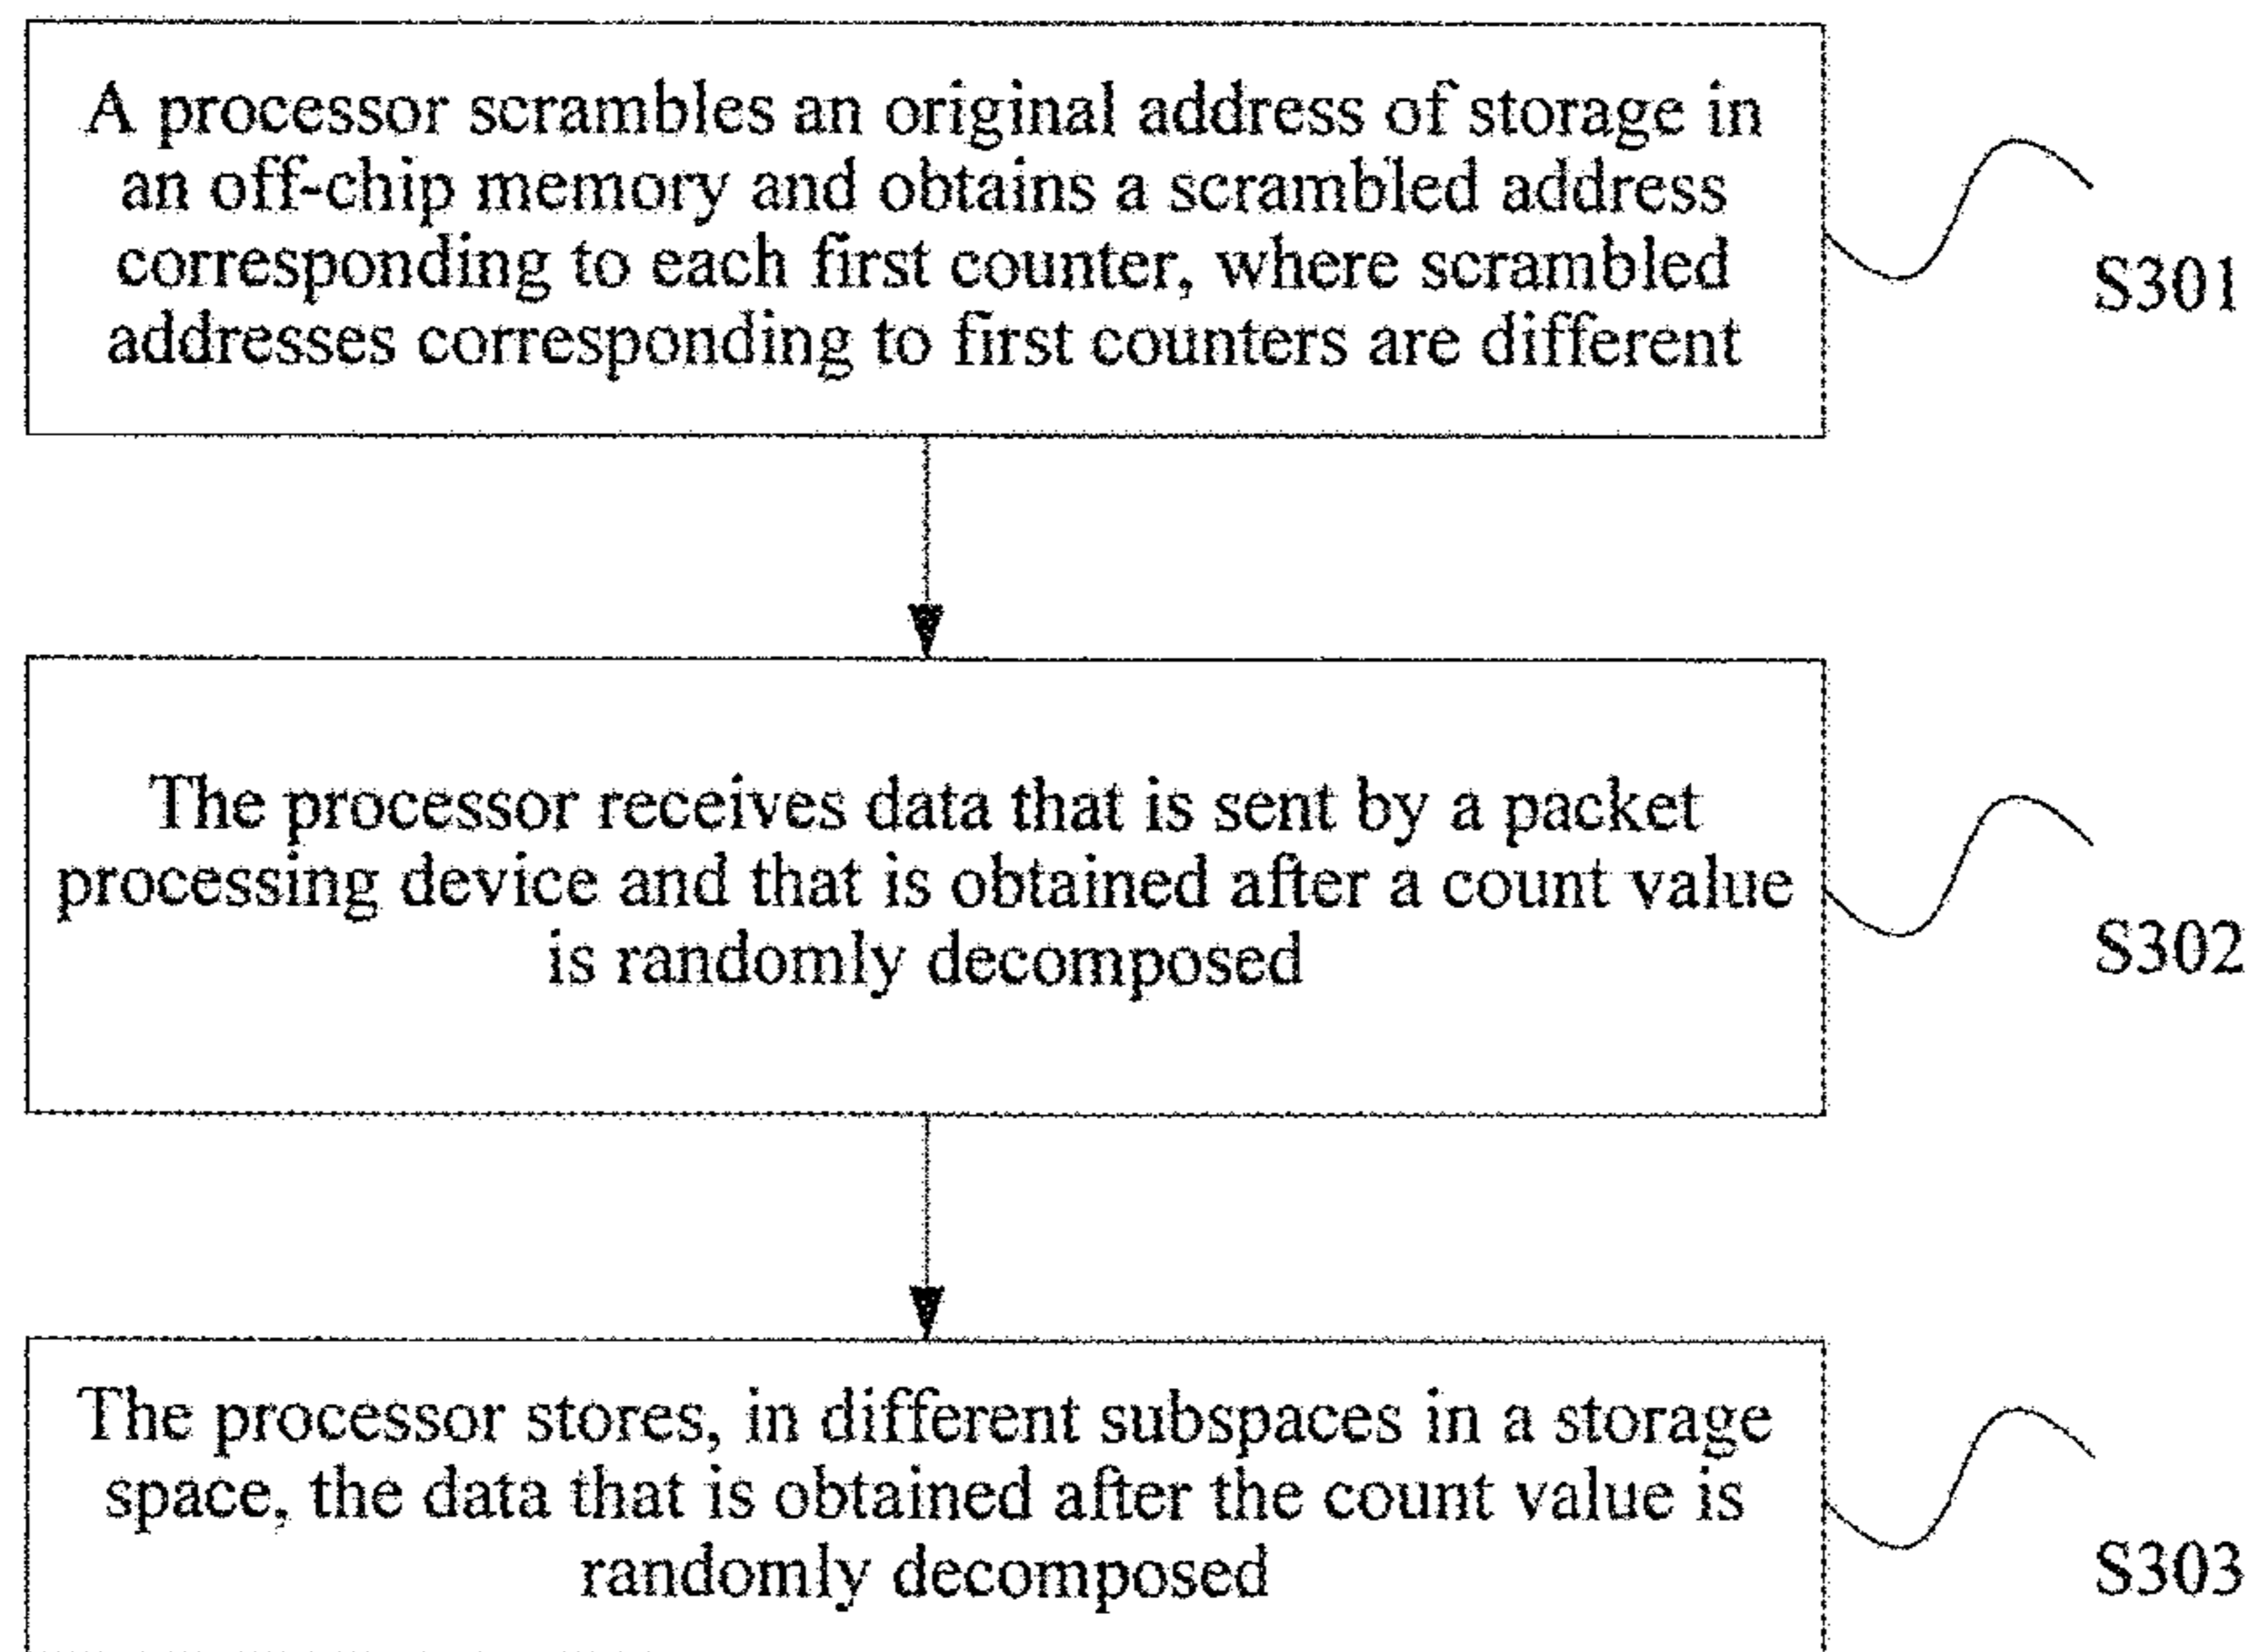 A processor scrambles an original address of storage in
an off-chip memory and obtains a scrambled address
corresponding to each first counter, where scrambled
addresses corresponding to first counters are different
S301
The processor receives data that is sent by a packet
processing device and that is obtained after a count value
is randomly decomposed
S302
The processor stores, in different subspaces in a storage
space, the data that is obtained after the count value is
randomly decomposed
S303